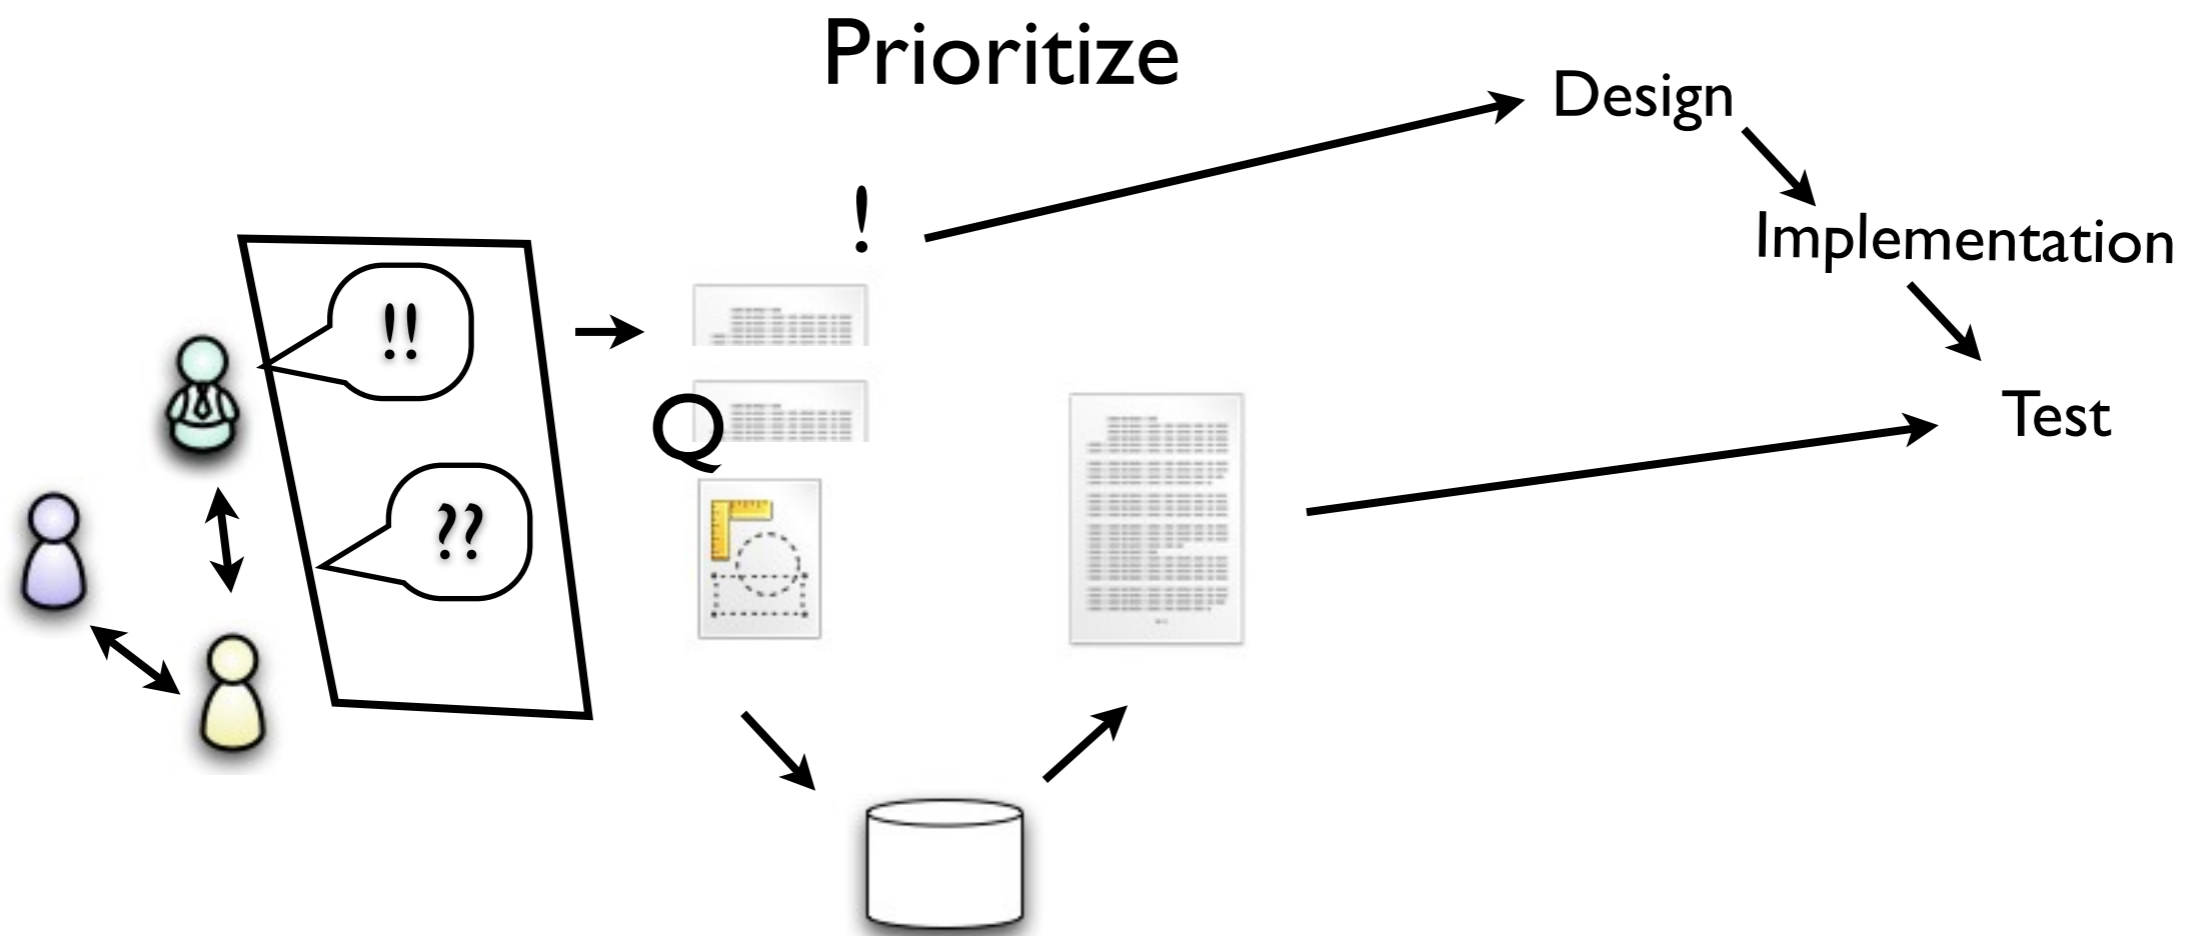 Prioritize
Design
!
Implementation
!!
Q
Test
??